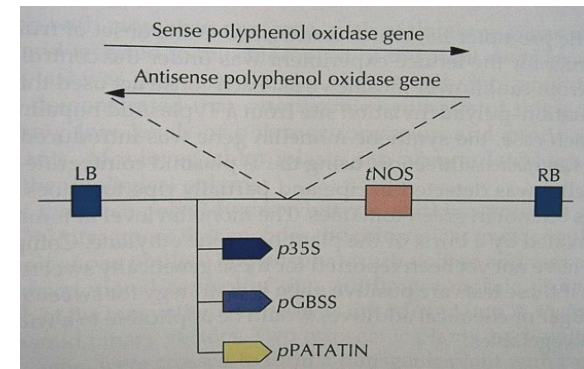 Sense polyphenol oxidase gene
Antisense polyphenol oxidase gene
LB
tNOS
RB
p35S
pGBSS
pPATATIN